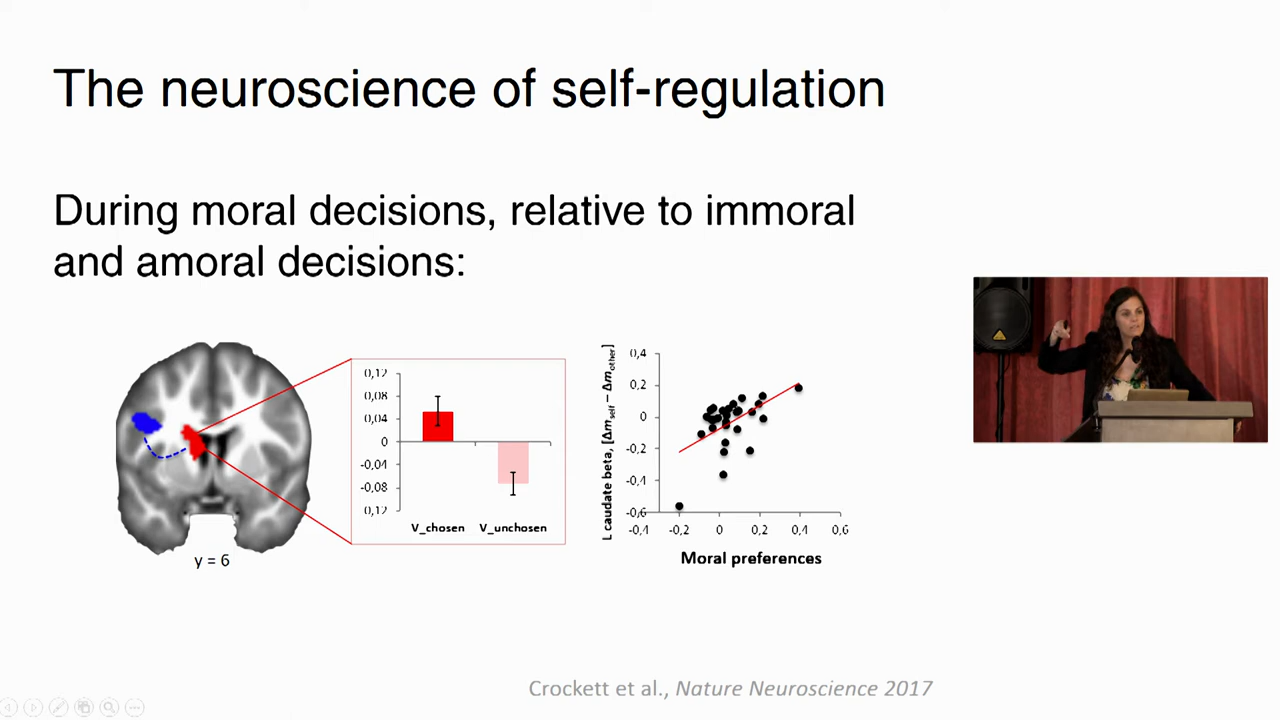 The neuroscience of self-regulation
During moral decisions, relative to immoral
and amoral decisions:
y = 6
0,12
0,08
0,04
0
-0,04
-0,08
0,12
V_chosen V_unchosen
L caudate beta, [Δm_self − Δm_other]
0,4
0,2
0
-0,2
-0,4
-0,6
-0,4 -0,2 0 0,2 0,4 0,6
Moral preferences
Crockett et al., Nature Neuroscience 2017